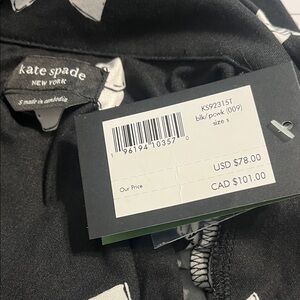 kate spade
NEW YORK
S made in cambodia
KS92315T
blk/ pcwk (009)
size s
1 96194 10357 0
USD $78.00
Our Price
CAD $101.00